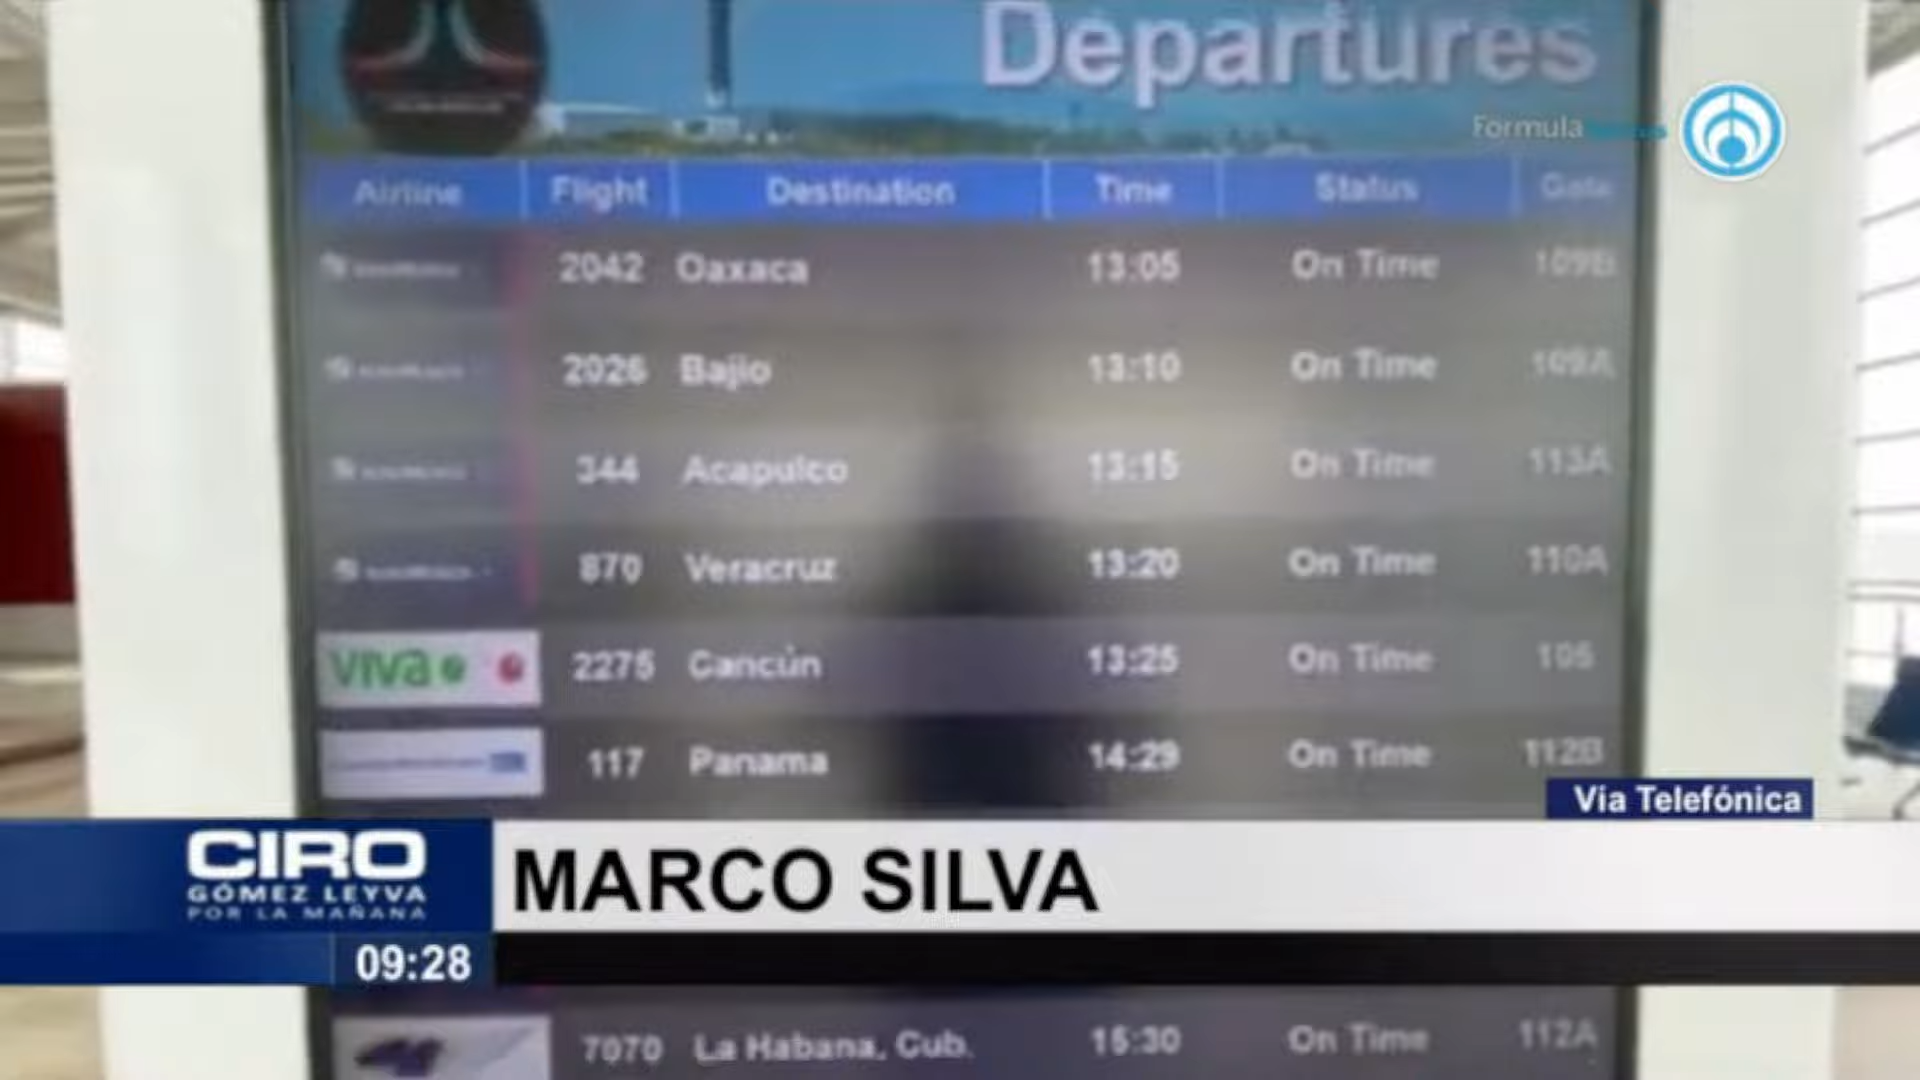 Departures
Formula
Airline Flight Destination Time Status Gate
2042 Oaxaca 13:05 On Time 109B
2026 Bajio 13:10 On Time 109A
344 Acapulco 13:15 On Time 113A
870 Veracruz 13:20 On Time 110A
VIVA 2275 Cancún 13:25 On Time 105
117 Panama 14:29 On Time 112B
Vía Telefónica
CIRO
GÓMEZ LEYVA
POR LA MAÑANA
MARCO SILVA
09:28
7070 La Habana, Cub. 15:30 On Time 112A